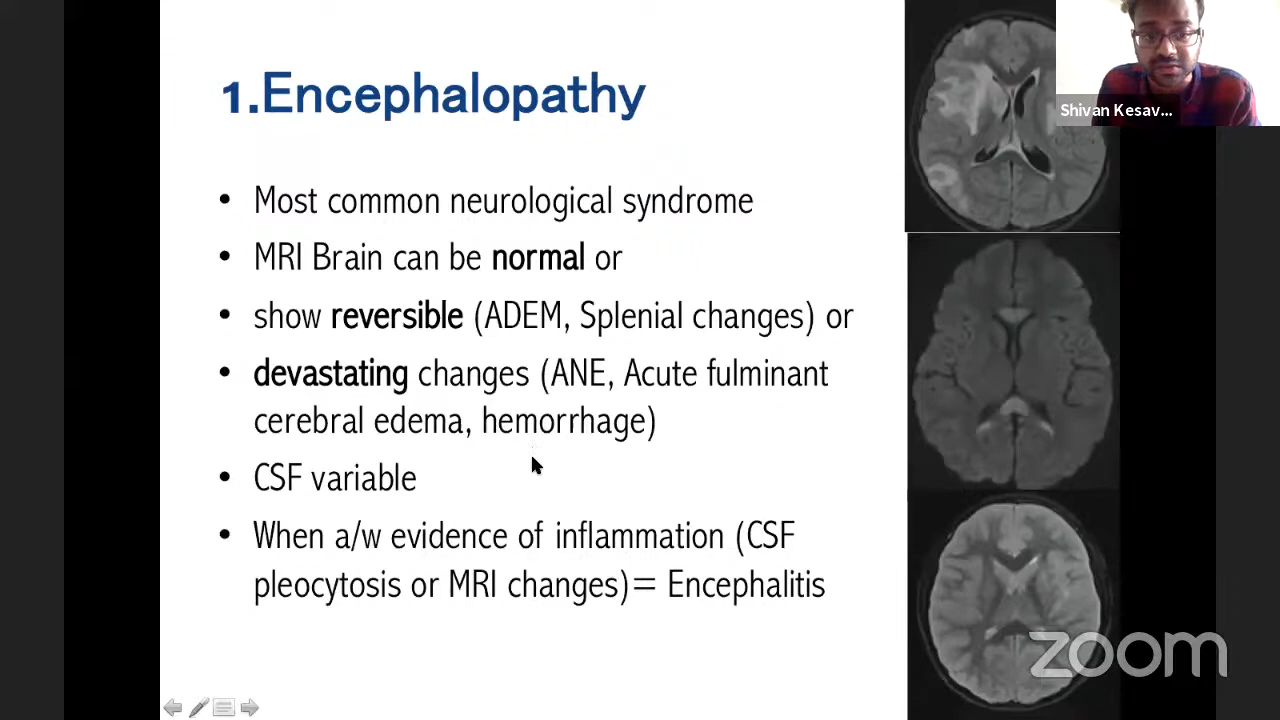 1.Encephalopathy
Shivan Kesav...
• Most common neurological syndrome
• MRI Brain can be normal or
• show reversible (ADEM, Splenial changes) or
• devastating changes (ANE, Acute fulminant
cerebral edema, hemorrhage)
• CSF variable
• When a/w evidence of inflammation (CSF
pleocytosis or MRI changes)= Encephalitis
zoom